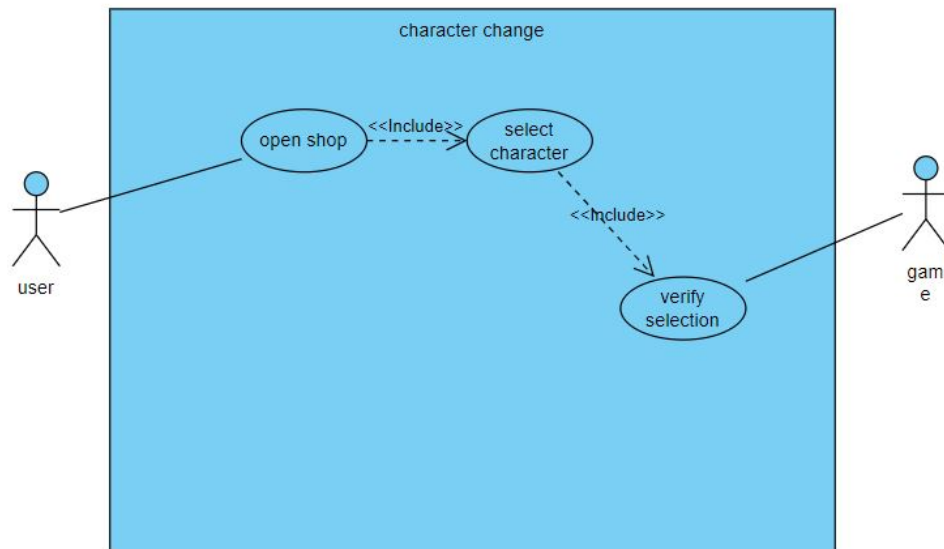 character change
open shop
<<Include>>
select
character
<<Include>>
user
verify
selection
gam
e